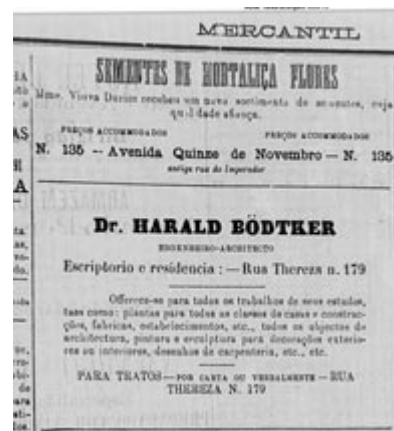 MERCANTIL
SEMENTES DE HORTALIÇA FLORES
Mme. Viuva Darion recebeu um novo sortimento de sementes, cuja
qualidade afiança.
PREÇOS ACCOMMODADOS PREÇOS ACCOMMODADOS
N. 135 -- Avenida Quinze de Novembro -- N. 135
antiga rua do Imperador
Dr. HARALD BÖDTKER
ENGENHEIRO-ARCHITECTO
Escriptorio e residencia : — Rua Thereza n. 179
Offerece-se para todos os trabalhos de seus estudos,
taes como: plantas para todas as classes de casas e construc-
ções, fabricas, estabelecimentos, etc., todos os objectos de
architectura, pintura e esculptura para decorações exterio-
res ou interiores, desenhos de carpenteria, etc., etc.
PARA TRATOS — POR CARTA OU VERBALMENTE — RUA
THEREZA N. 179